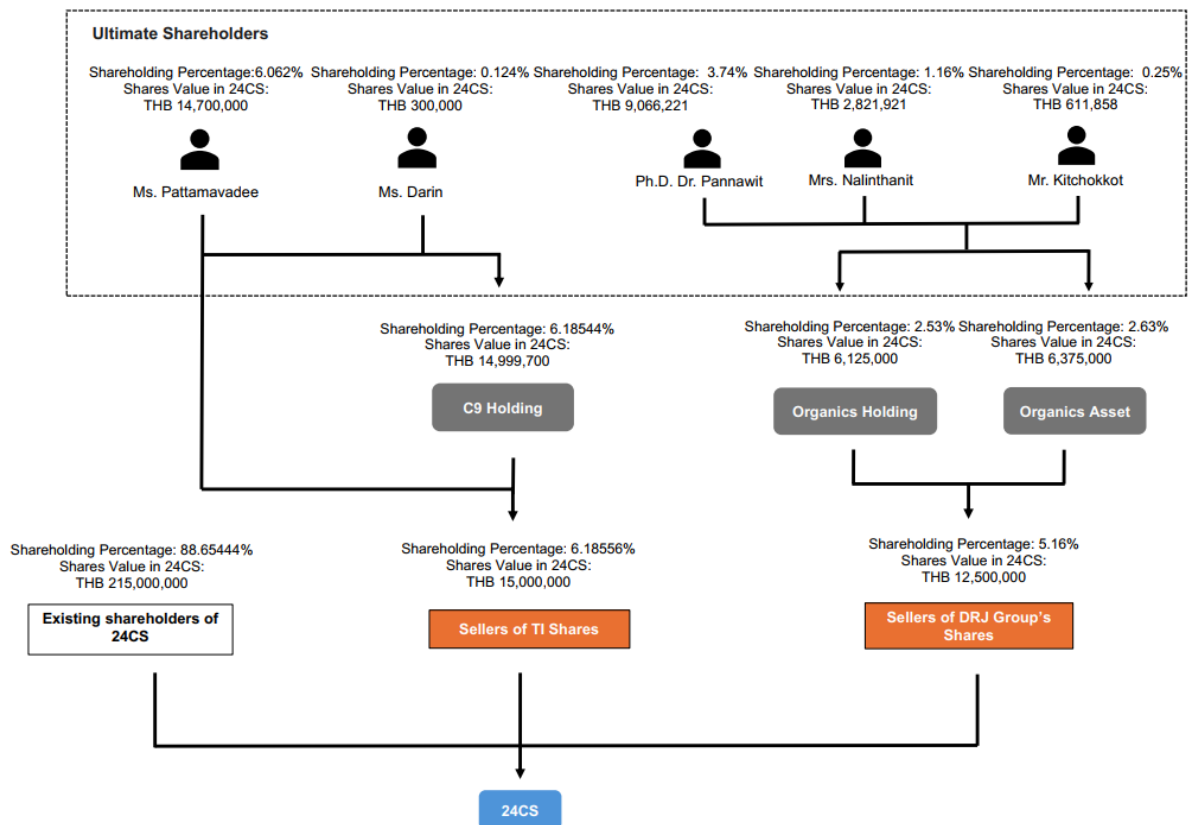 Ultimate Shareholders
Shareholding Percentage:6.062%
Shares Value in 24CS:
THB 14,700,000
Ms. Pattamavadee
Shareholding Percentage: 0.124%
Shares Value in 24CS:
THB 300,000
Ms. Darin
Shareholding Percentage:  3.74%
Shares Value in 24CS:
THB 9,066,221
Ph.D. Dr. Pannawit
Shareholding Percentage: 1.16%
Shares Value in 24CS:
THB 2,821,921
Mrs. Nalinthanit
Shareholding Percentage:  0.25%
Shares Value in 24CS:
THB 611,858
Mr. Kitchokkot
Shareholding Percentage: 6.18544%
Shares Value in 24CS:
THB 14,999,700
C9 Holding
Shareholding Percentage: 2.53%
Shares Value in 24CS:
THB 6,125,000
Organics Holding
Shareholding Percentage: 2.63%
Shares Value in 24CS:
THB 6,375,000
Organics Asset
Shareholding Percentage: 88.65444%
Shares Value in 24CS:
THB 215,000,000
Existing shareholders of
24CS
Shareholding Percentage: 6.18556%
Shares Value in 24CS:
THB 15,000,000
Sellers of TI Shares
Shareholding Percentage: 5.16%
Shares Value in 24CS:
THB 12,500,000
Sellers of DRJ Group's
Shares
24CS